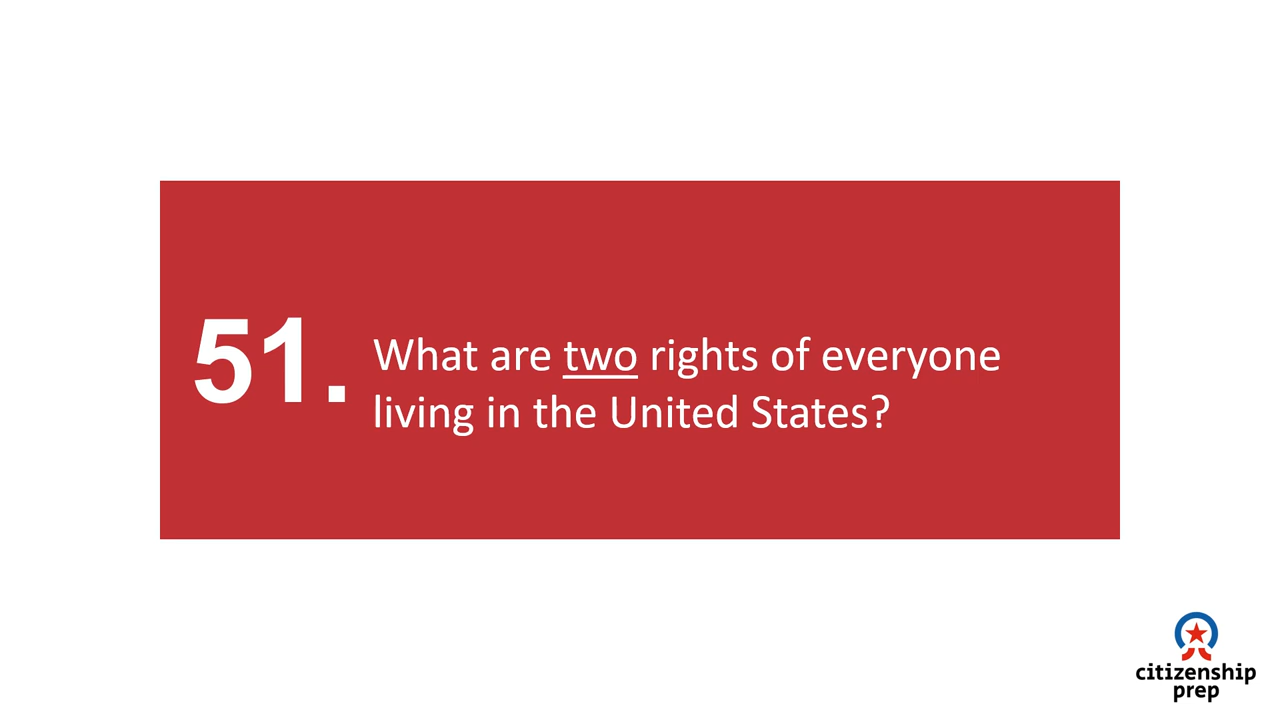 51.
What are two rights of everyone
living in the United States?
citizenship
prep